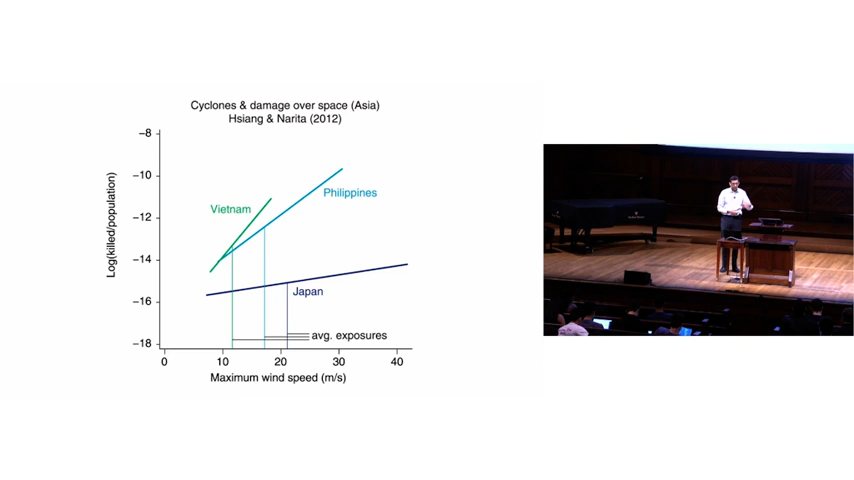 Cyclones & damage over space (Asia)
Hsiang & Narita (2012)
Log(killed/population)
−8
−10
−12
−14
−16
−18
Vietnam
Philippines
Japan
avg. exposures
0
10
20
30
40
Maximum wind speed (m/s)